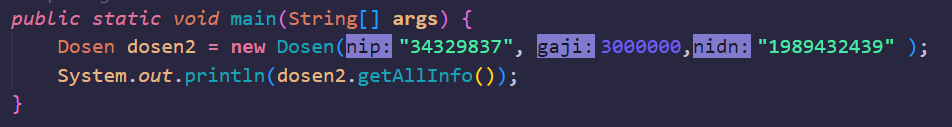 public static void main(String[] args) {
Dosen dosen2 = new Dosen(nip: "34329837", gaji: 3000000,nidn: "1989432439" );
System.out.println(dosen2.getAllInfo());
}